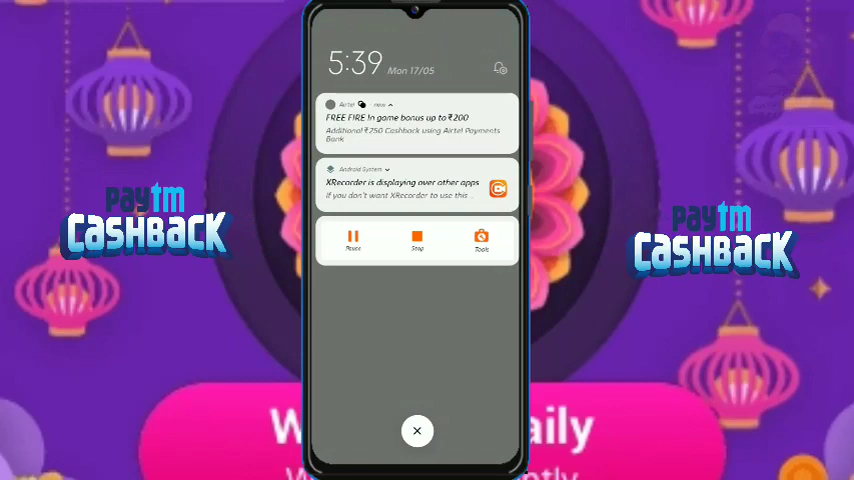 5:39 Mon 17/05
Airtel · now
FREE FIRE In game bonus up to ₹200
Additional ₹250 Cashback using Airtel Payments
Bank
Android System
XRecorder is displaying over other apps
If you don't want XRecorder to use this ...
Pause Stop Tools
paytm
CASHBACK
paytm
CASHBACK